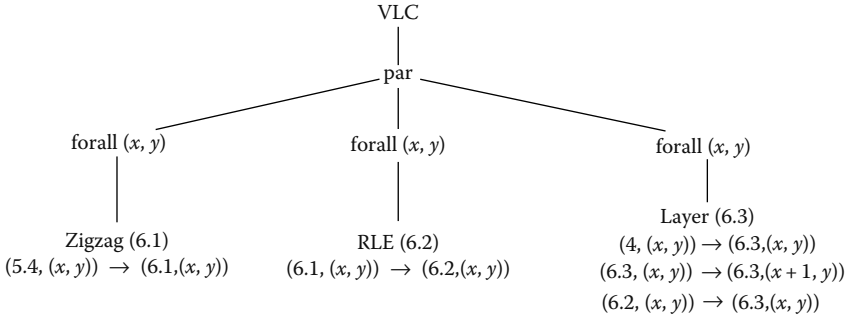 VLC
par
forall (x, y)
forall (x, y)
forall (x, y)
Zigzag (6.1)
(5.4, (x, y)) → (6.1,(x, y))
RLE (6.2)
(6.1, (x, y)) → (6.2,(x, y))
Layer (6.3)
(4, (x, y)) → (6.3,(x, y))
(6.3, (x, y)) → (6.3,(x + 1, y))
(6.2, (x, y)) → (6.3,(x, y))